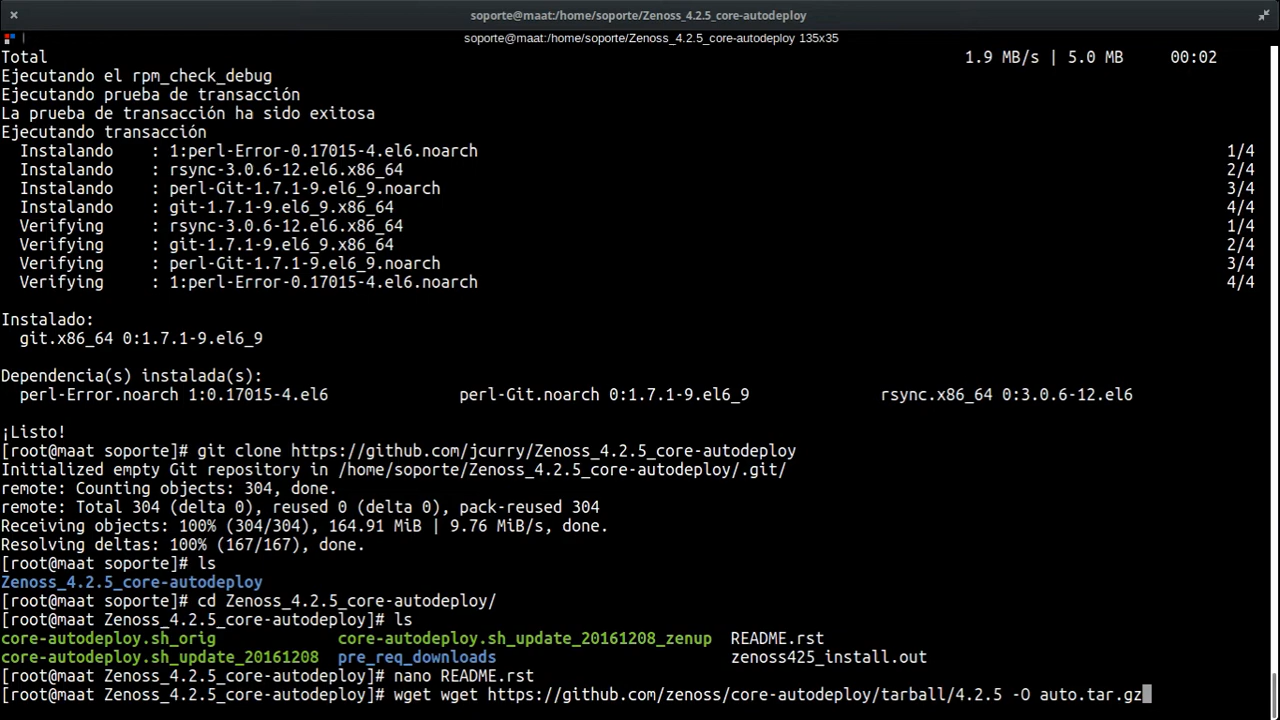 soporte@maat:/home/soporte/Zenoss_4.2.5_core-autodeploy
soporte@maat:/home/soporte/Zenoss_4.2.5_core-autodeploy 135x35
Total 1.9 MB/s | 5.0 MB 00:02
Ejecutando el rpm_check_debug
Ejecutando prueba de transacción
La prueba de transacción ha sido exitosa
Ejecutando transacción
Instalando : 1:perl-Error-0.17015-4.el6.noarch 1/4
Instalando : rsync-3.0.6-12.el6.x86_64 2/4
Instalando : perl-Git-1.7.1-9.el6_9.noarch 3/4
Instalando : git-1.7.1-9.el6_9.x86_64 4/4
Verifying : rsync-3.0.6-12.el6.x86_64 1/4
Verifying : git-1.7.1-9.el6_9.x86_64 2/4
Verifying : perl-Git-1.7.1-9.el6_9.noarch 3/4
Verifying : 1:perl-Error-0.17015-4.el6.noarch 4/4
Instalado:
git.x86_64 0:1.7.1-9.el6_9
Dependencia(s) instalada(s):
perl-Error.noarch 1:0.17015-4.el6 perl-Git.noarch 0:1.7.1-9.el6_9 rsync.x86_64 0:3.0.6-12.el6
¡Listo!
[root@maat soporte]# git clone https://github.com/jcurry/Zenoss_4.2.5_core-autodeploy
Initialized empty Git repository in /home/soporte/Zenoss_4.2.5_core-autodeploy/.git/
remote: Counting objects: 304, done.
remote: Total 304 (delta 0), reused 0 (delta 0), pack-reused 304
Receiving objects: 100% (304/304), 164.91 MiB | 9.76 MiB/s, done.
Resolving deltas: 100% (167/167), done.
[root@maat soporte]# ls
Zenoss_4.2.5_core-autodeploy
[root@maat soporte]# cd Zenoss_4.2.5_core-autodeploy/
[root@maat Zenoss_4.2.5_core-autodeploy]# ls
core-autodeploy.sh_orig core-autodeploy.sh_update_20161208_zenup README.rst
core-autodeploy.sh_update_20161208 pre_req_downloads zenoss425_install.out
[root@maat Zenoss_4.2.5_core-autodeploy]# nano README.rst
[root@maat Zenoss_4.2.5_core-autodeploy]# wget wget https://github.com/zenoss/core-autodeploy/tarball/4.2.5 -O auto.tar.gz